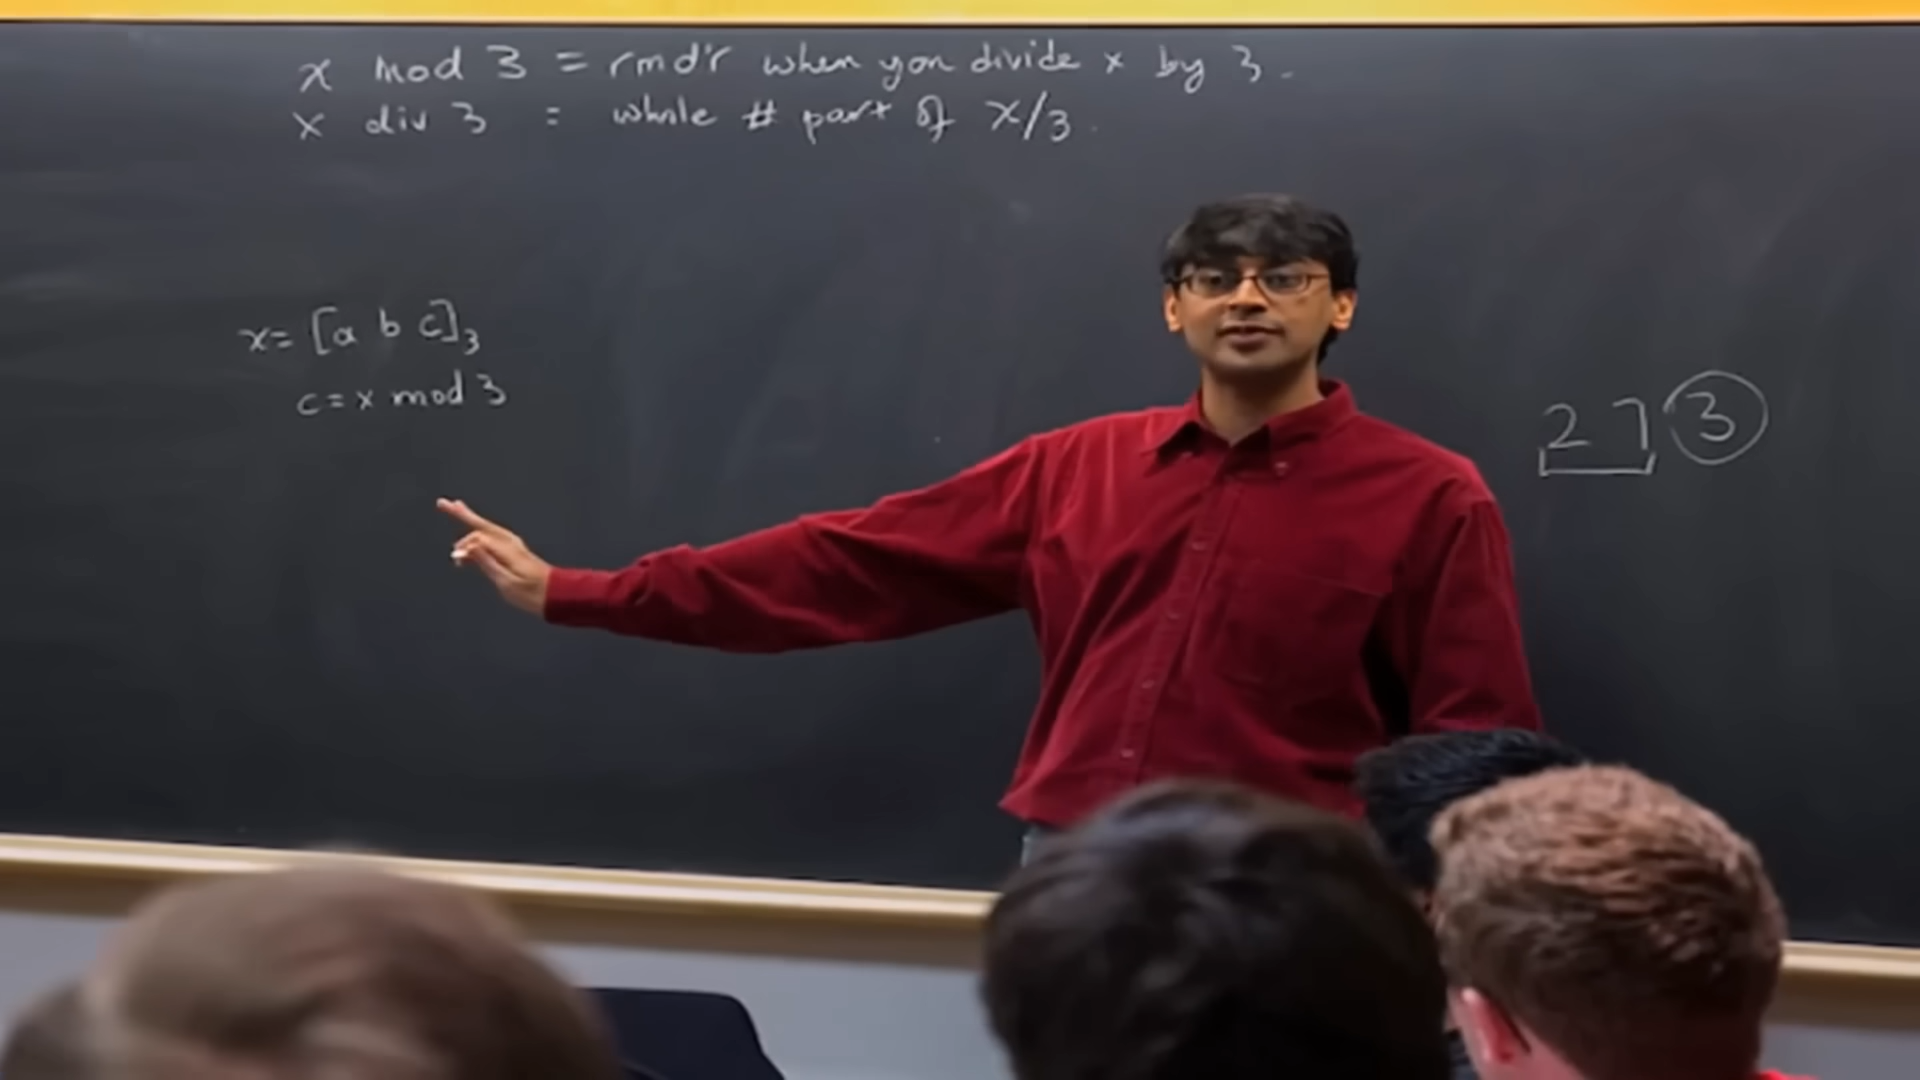 x mod 3 = rmd'r when you divide x by 3.
x div 3 = whole # part of x/3.
x = [a b c]₃
c = x mod 3
2 7 3